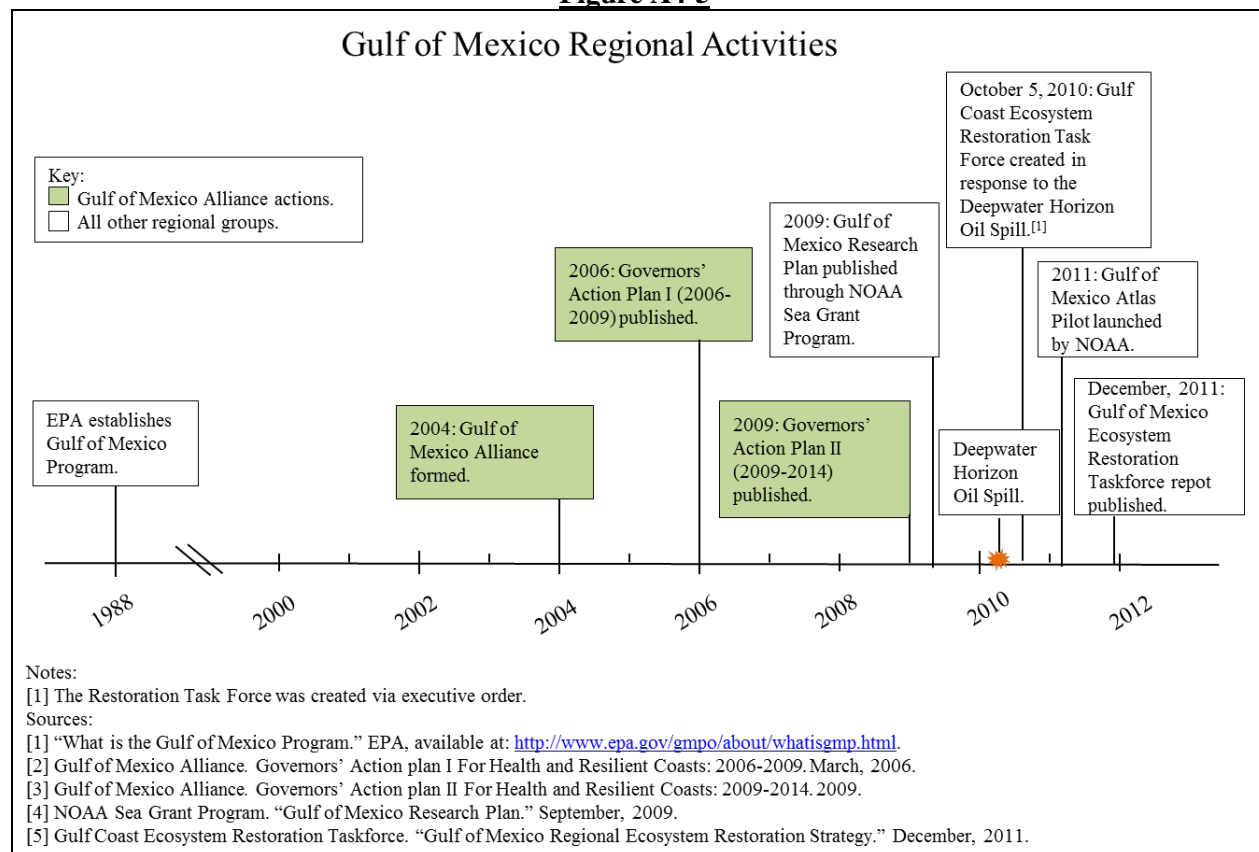 Gulf of Mexico Regional Activities
Key:
Gulf of Mexico Alliance actions.
All other regional groups.
EPA establishes
Gulf of Mexico
Program.
2004: Gulf of
Mexico Alliance
formed.
2006: Governors’
Action Plan I (2006-
2009) published.
2009: Governors’
Action Plan II
(2009-2014)
published.
2009: Gulf of
Mexico Research
Plan published
through NOAA
Sea Grant
Program.
Deepwater
Horizon
Oil Spill.
October 5, 2010: Gulf
Coast Ecosystem
Restoration Task
Force created in
response to the
Deepwater Horizon
Oil Spill.[1]
2011: Gulf of
Mexico Atlas
Pilot launched
by NOAA.
December, 2011:
Gulf of Mexico
Ecosystem
Restoration
Taskforce repot
published.
1988
2000
2002
2004
2006
2008
2010
2012
Notes:
[1] The Restoration Task Force was created via executive order.
Sources:
[1] “What is the Gulf of Mexico Program.” EPA, available at: http://www.epa.gov/gmpo/about/whatisgmp.html.
[2] Gulf of Mexico Alliance. Governors’ Action plan I For Health and Resilient Coasts: 2006-2009. March, 2006.
[3] Gulf of Mexico Alliance. Governors’ Action plan II For Health and Resilient Coasts: 2009-2014. 2009.
[4] NOAA Sea Grant Program. “Gulf of Mexico Research Plan.” September, 2009.
[5] Gulf Coast Ecosystem Restoration Taskforce. “Gulf of Mexico Regional Ecosystem Restoration Strategy.” December, 2011.